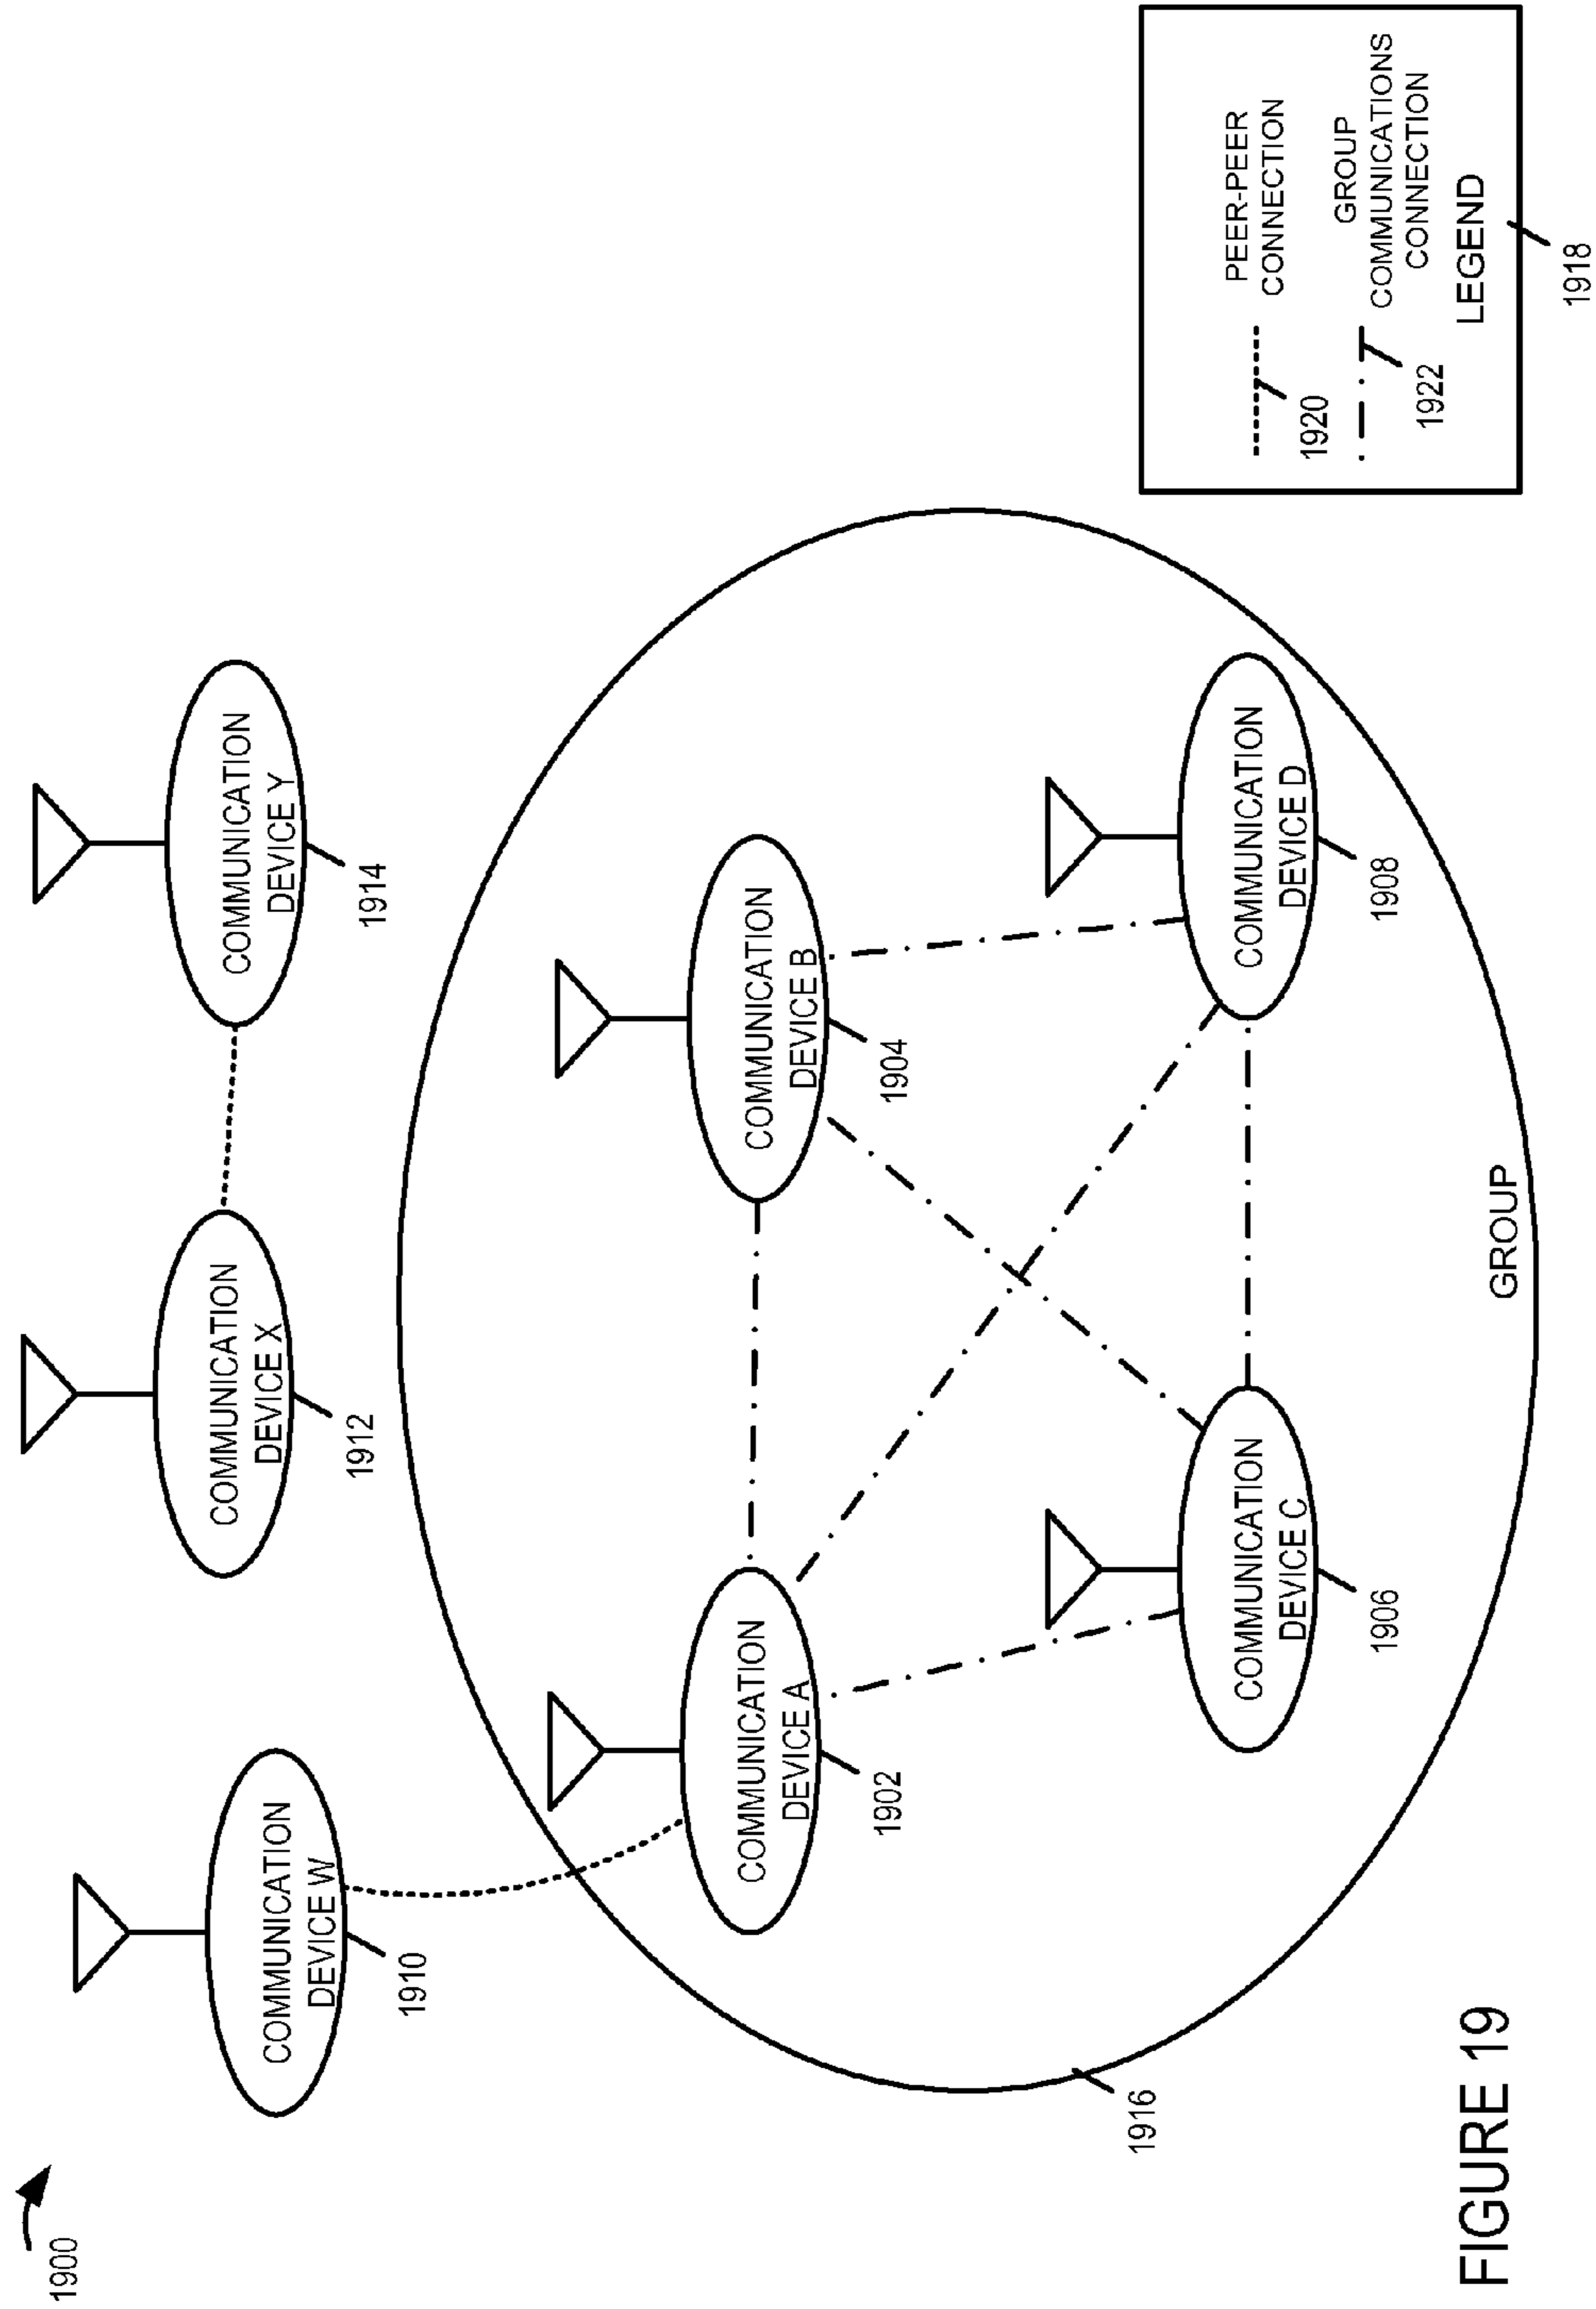 1900
COMMUNICATION
DEVICE W
1910
COMMUNICATION
DEVICE X
1912
COMMUNICATION
DEVICE Y
1914
COMMUNICATION
DEVICE A
1902
COMMUNICATION
DEVICE B
1904
COMMUNICATION
DEVICE C
1906
COMMUNICATION
DEVICE D
1908
1916
GROUP
PEER-PEER
CONNECTION
1920
GROUP
COMMUNICATIONS
CONNECTION
1922
LEGEND
1918
FIGURE 19